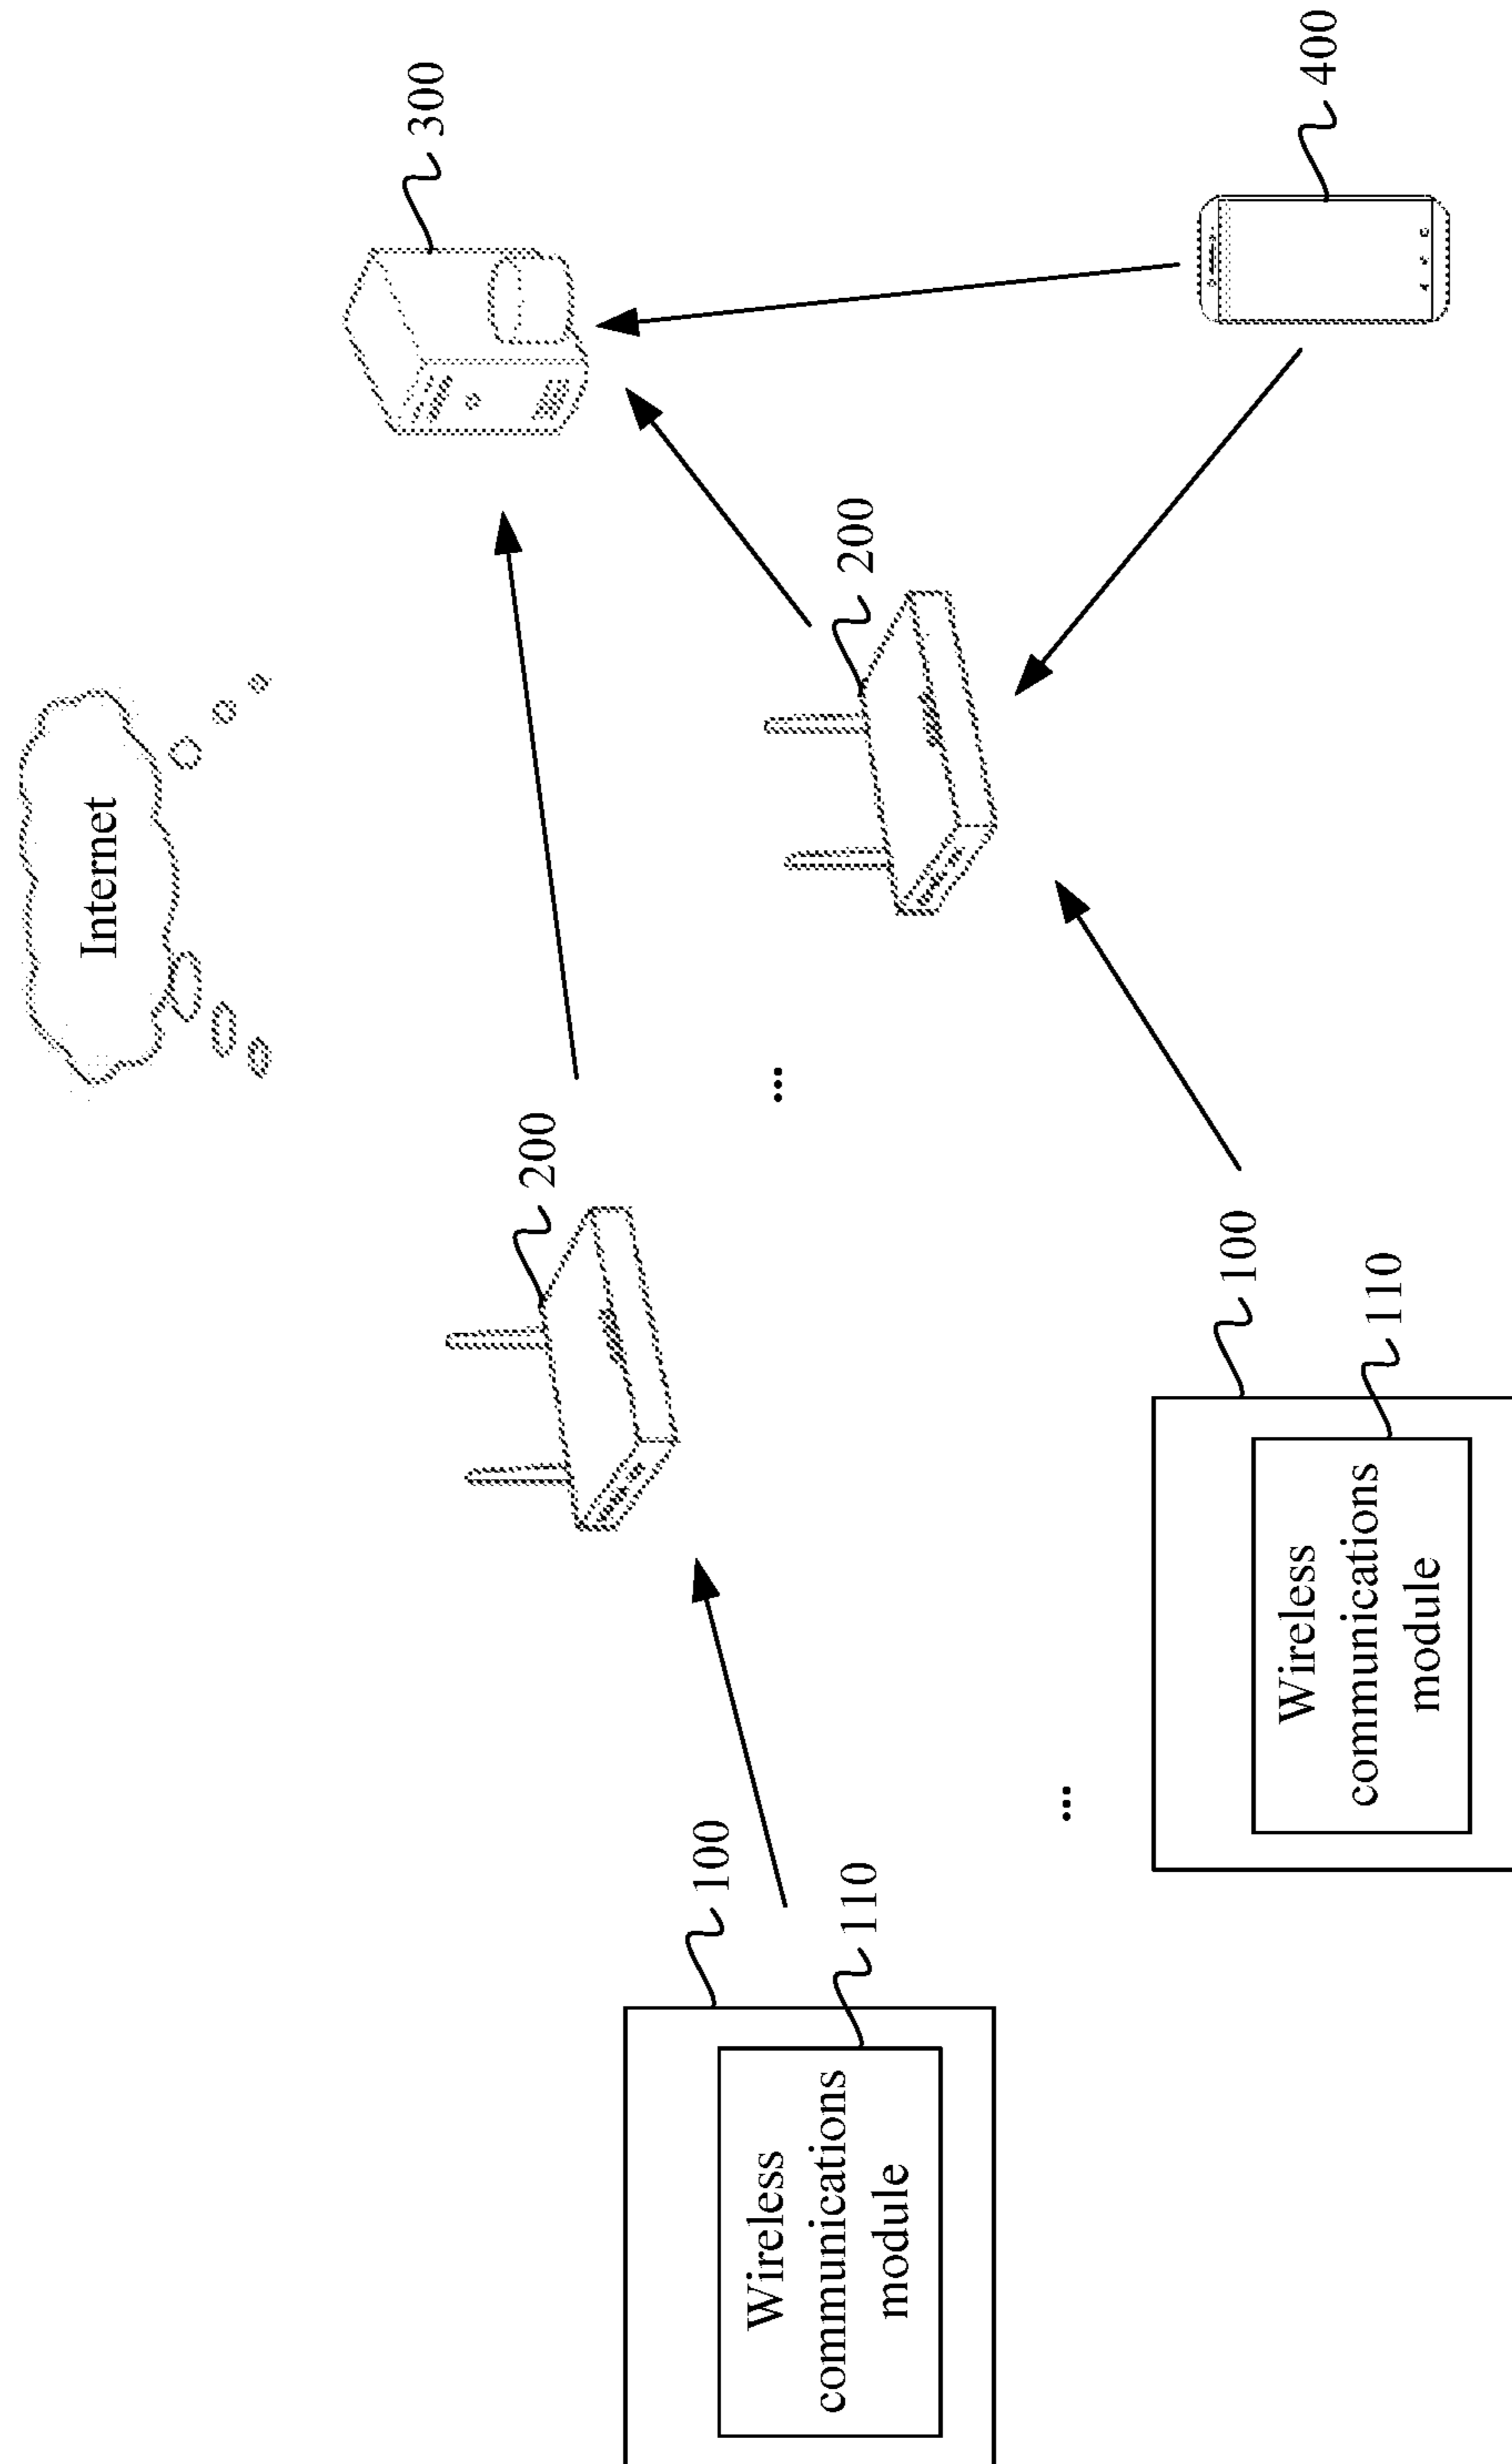 Internet
300
200
200
400
100
110
Wireless
communications
module
...
100
110
Wireless
communications
module
...